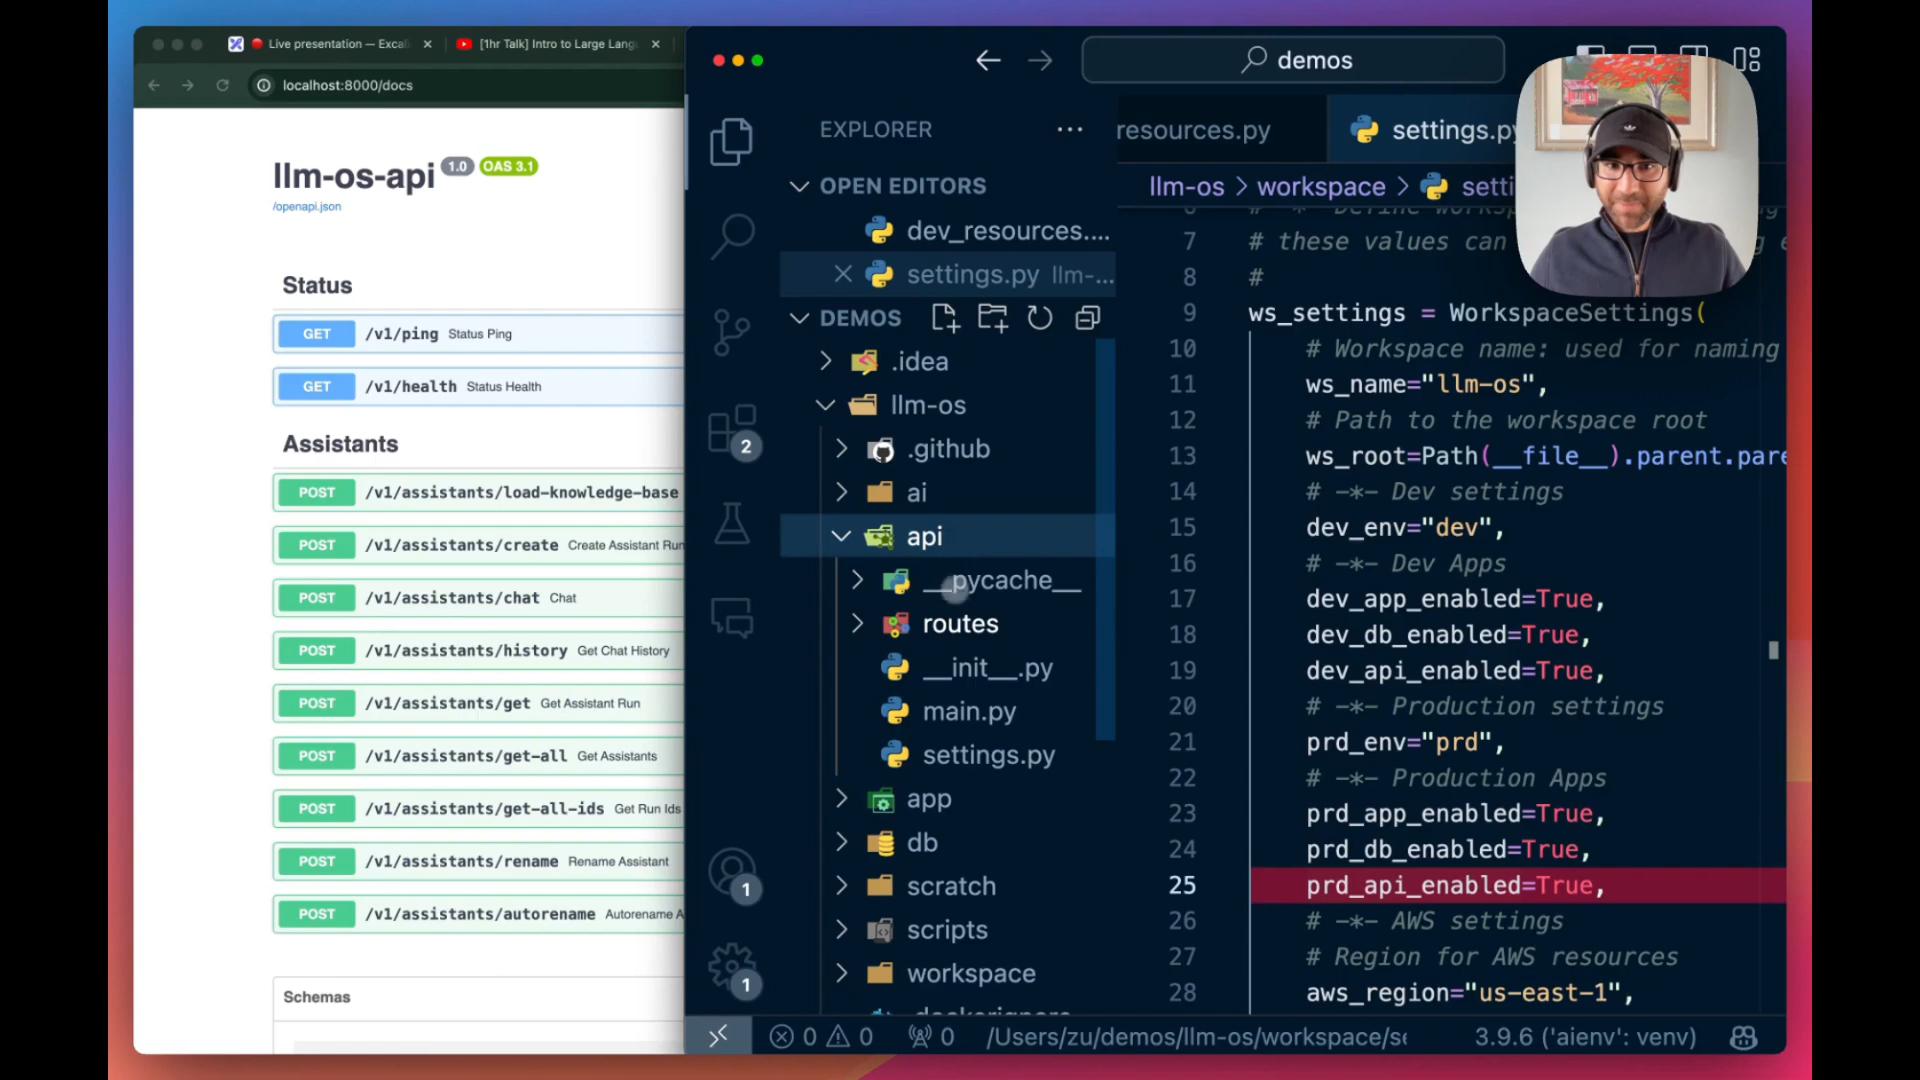 Live presentation — Excali
[1hr Talk] Intro to Large Lang
localhost:8000/docs
llm-os-api 1.0 OAS 3.1
/openapi.json
Status
GET /v1/ping Status Ping
GET /v1/health Status Health
Assistants
POST /v1/assistants/load-knowledge-base
POST /v1/assistants/create Create Assistant Run
POST /v1/assistants/chat Chat
POST /v1/assistants/history Get Chat History
POST /v1/assistants/get Get Assistant Run
POST /v1/assistants/get-all Get Assistants
POST /v1/assistants/get-all-ids Get Run Ids
POST /v1/assistants/rename Rename Assistant
POST /v1/assistants/autorename Autorename A
Schemas
demos
EXPLORER
OPEN EDITORS
dev_resources....
settings.py llm-...
DEMOS
.idea
llm-os
.github
ai
api
__pycache__
routes
__init__.py
main.py
settings.py
app
db
scratch
scripts
workspace
.dockerignore
2
1
1
resources.py
settings.py
llm-os > workspace > setti
7 # these values can
8 #
9 ws_settings = WorkspaceSettings(
10 # Workspace name: used for naming
11 ws_name="llm-os",
12 # Path to the workspace root
13 ws_root=Path(__file__).parent.pare
14 # -*- Dev settings
15 dev_env="dev",
16 # -*- Dev Apps
17 dev_app_enabled=True,
18 dev_db_enabled=True,
19 dev_api_enabled=True,
20 # -*- Production settings
21 prd_env="prd",
22 # -*- Production Apps
23 prd_app_enabled=True,
24 prd_db_enabled=True,
25 prd_api_enabled=True,
26 # -*- AWS settings
27 # Region for AWS resources
28 aws_region="us-east-1",
0 0 0 /Users/zu/demos/llm-os/workspace/se 3.9.6 ('aienv': venv)